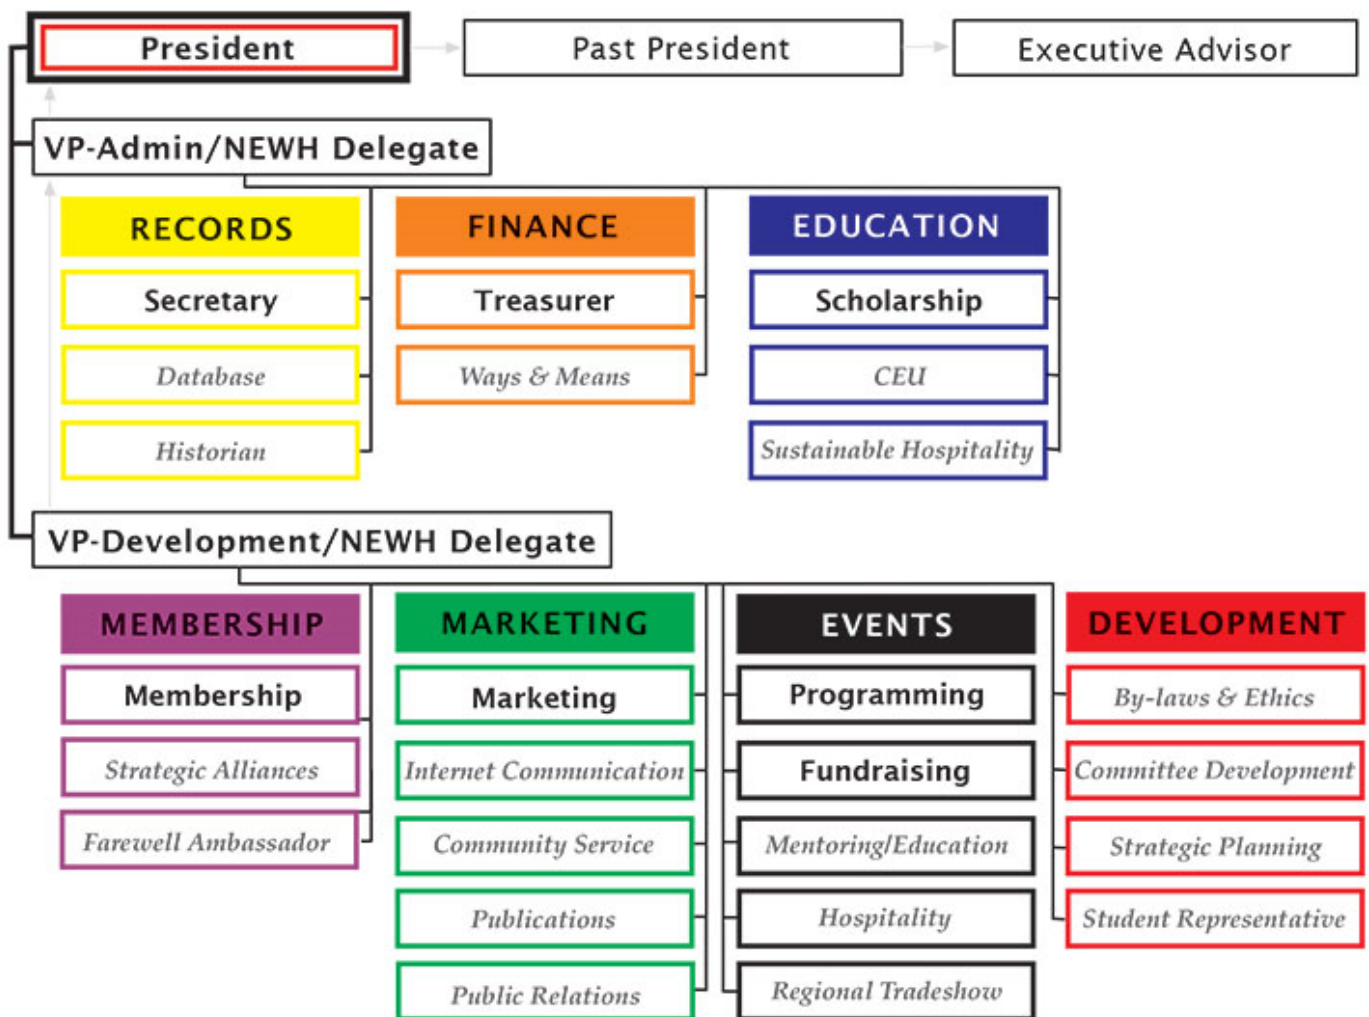 President
Past President
Executive Advisor
VP-Admin/NEWH Delegate
RECORDS
Secretary
Database
Historian
FINANCE
Treasurer
Ways & Means
EDUCATION
Scholarship
CEU
Sustainable Hospitality
VP-Development/NEWH Delegate
MEMBERSHIP
Membership
Strategic Alliances
Farewell Ambassador
MARKETING
Marketing
Internet Communication
Community Service
Publications
Public Relations
EVENTS
Programming
Fundraising
Mentoring/Education
Hospitality
Regional Tradeshow
DEVELOPMENT
By-laws & Ethics
Committee Development
Strategic Planning
Student Representative